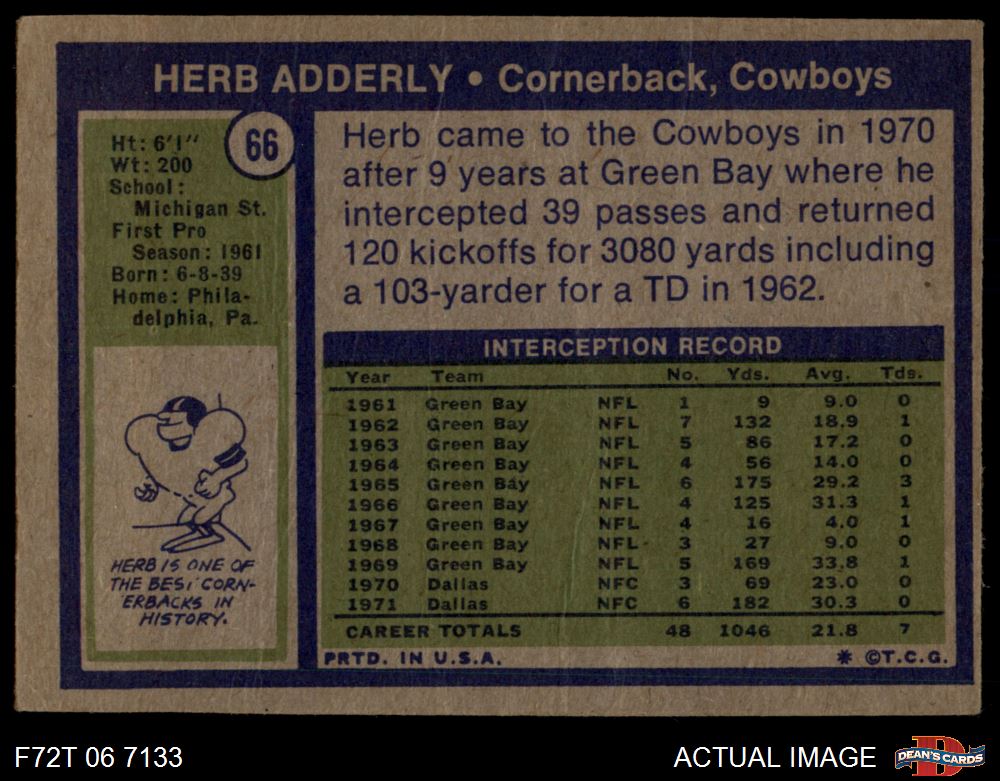 HERB ADDERLY • Cornerback, Cowboys
66
Ht: 6'1''
Wt: 200
School:
Michigan St.
First Pro
Season: 1961
Born: 6-8-39
Home: Phila-
delphia, Pa.
HERB IS ONE OF
THE BEST CORN-
ERBACKS IN
HISTORY.
Herb came to the Cowboys in 1970
after 9 years at Green Bay where he
intercepted 39 passes and returned
120 kickoffs for 3080 yards including
a 103-yarder for a TD in 1962.
INTERCEPTION RECORD
Year Team No. Yds. Avg. Tds.
1961 Green Bay NFL 1 9 9.0 0
1962 Green Bay NFL 7 132 18.9 1
1963 Green Bay NFL 5 86 17.2 0
1964 Green Bay NFL 4 56 14.0 0
1965 Green Bay NFL 6 175 29.2 3
1966 Green Bay NFL 4 125 31.3 1
1967 Green Bay NFL 4 16 4.0 1
1968 Green Bay NFL 3 27 9.0 0
1969 Green Bay NFL 5 169 33.8 1
1970 Dallas NFC 3 69 23.0 0
1971 Dallas NFC 6 182 30.3 0
CAREER TOTALS 48 1046 21.8 7
PRTD. IN U.S.A. * ©T.C.G.
F72T 06 7133
ACTUAL IMAGE
D
DEAN'S CARDS